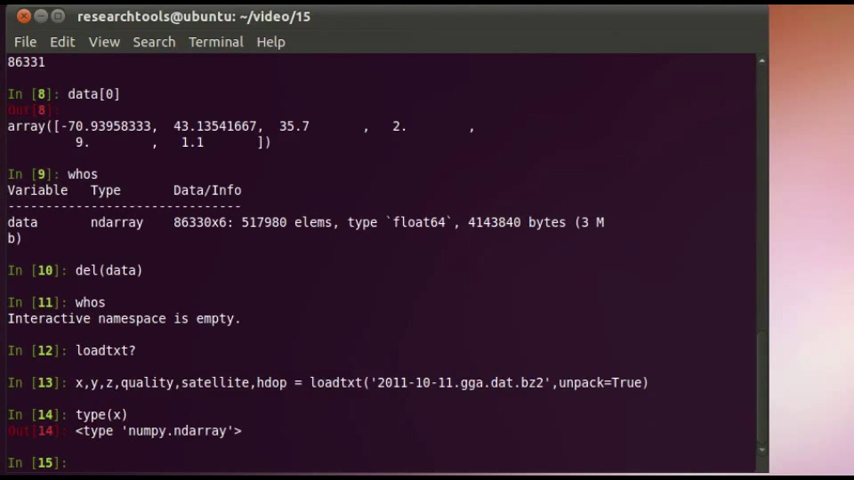 researchtools@ubuntu: ~/video/15
File Edit View Search Terminal Help
86331
In [8]: data[0]
Out[8]:
array([-70.93958333, 43.13541667, 35.7 , 2. ,
9. , 1.1 ])
In [9]: whos
Variable Type Data/Info
-------------------------------
data ndarray 86330x6: 517980 elems, type `float64`, 4143840 bytes (3 M
b)
In [10]: del(data)
In [11]: whos
Interactive namespace is empty.
In [12]: loadtxt?
In [13]: x,y,z,quality,satellite,hdop = loadtxt('2011-10-11.gga.dat.bz2',unpack=True)
In [14]: type(x)
Out[14]: <type 'numpy.ndarray'>
In [15]: